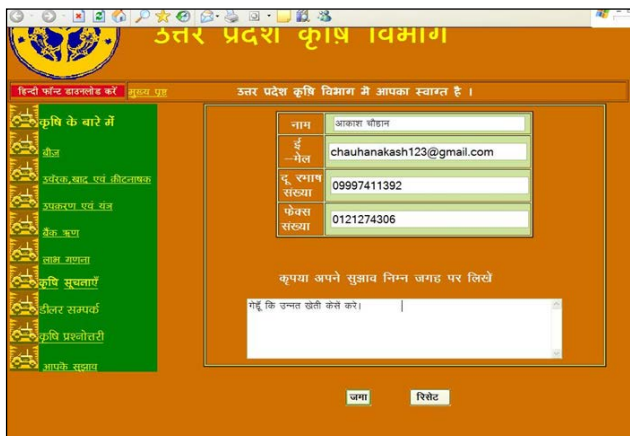 उत्तर प्रदेश कृषि विभाग
हिन्दी फॉन्ट डाउनलोड करें मुख्य पृष्ठ
उत्तर प्रदेश कृषि विभाग मै आपका स्वागत है ।
कृषि के बारे में
बीज
उर्वरक,खाद एवं कीटनाषक
उपकरण एवं यंत्र
बैंक ऋण
लाभ गणना
कृषि सूचनाएँ
डीलर सम्पर्क
कृषि प्रश्नोत्तरी
आपके सुझाव
नाम आकाश चौहान
ई
–मेल chauhanakash123@gmail.com
दू रभाष
संख्या 09997411392
फेक्स
संख्या 0121274306
कृपया अपने सुझाव निम्न जगह पर लिखे
गेहूँ कि उन्नत खेती केसे करे।
जमा रिसेट